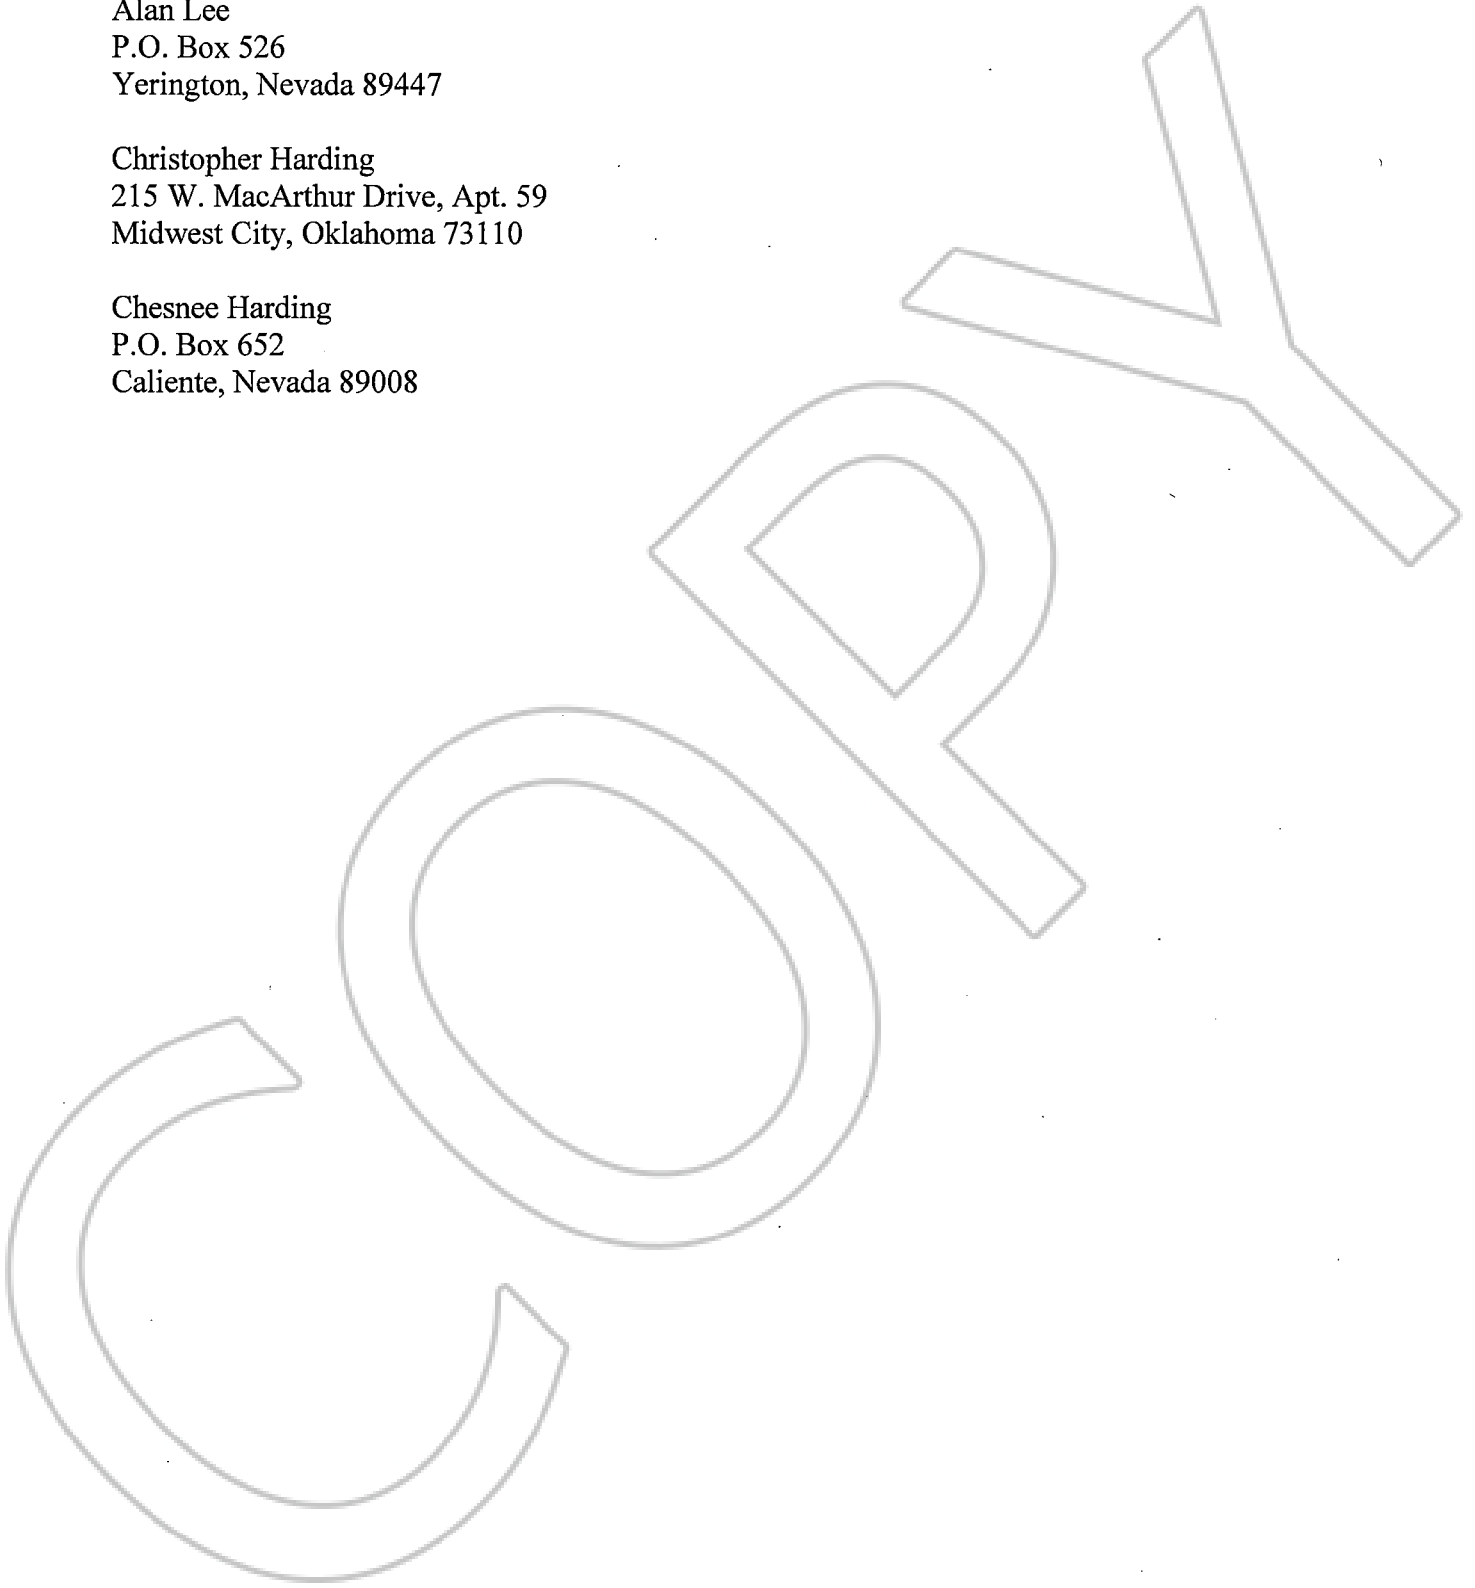 Alan Lee
P.O. Box 526
Yerington, Nevada 89447
Christopher Harding
215 W. MacArthur Drive, Apt. 59
Midwest City, Oklahoma 73110
Chesnee Harding
P.O. Box 652
Caliente, Nevada 89008
COPY